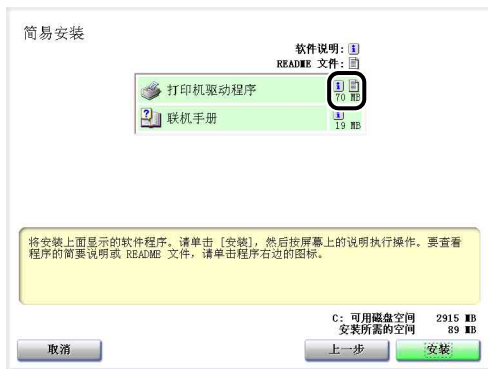 简易安装
软件说明:
README 文件:
打印机驱动程序
70 MB
联机手册
19 MB
将安装上面显示的软件程序。请单击 [安装], 然后按屏幕上的说明执行操作。要查看
程序的简要说明或 README 文件, 请单击程序右边的图标。
C: 可用磁盘空间 2915 MB
安装所需的空间 89 MB
取消 上一步 安装